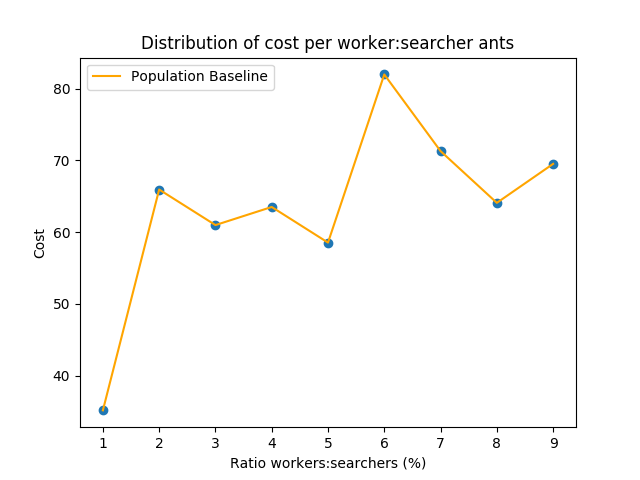 Distribution of cost per worker:searcher ants
Population Baseline
80
70
60
50
40
Cost
1 2 3 4 5 6 7 8 9
Ratio workers:searchers (%)